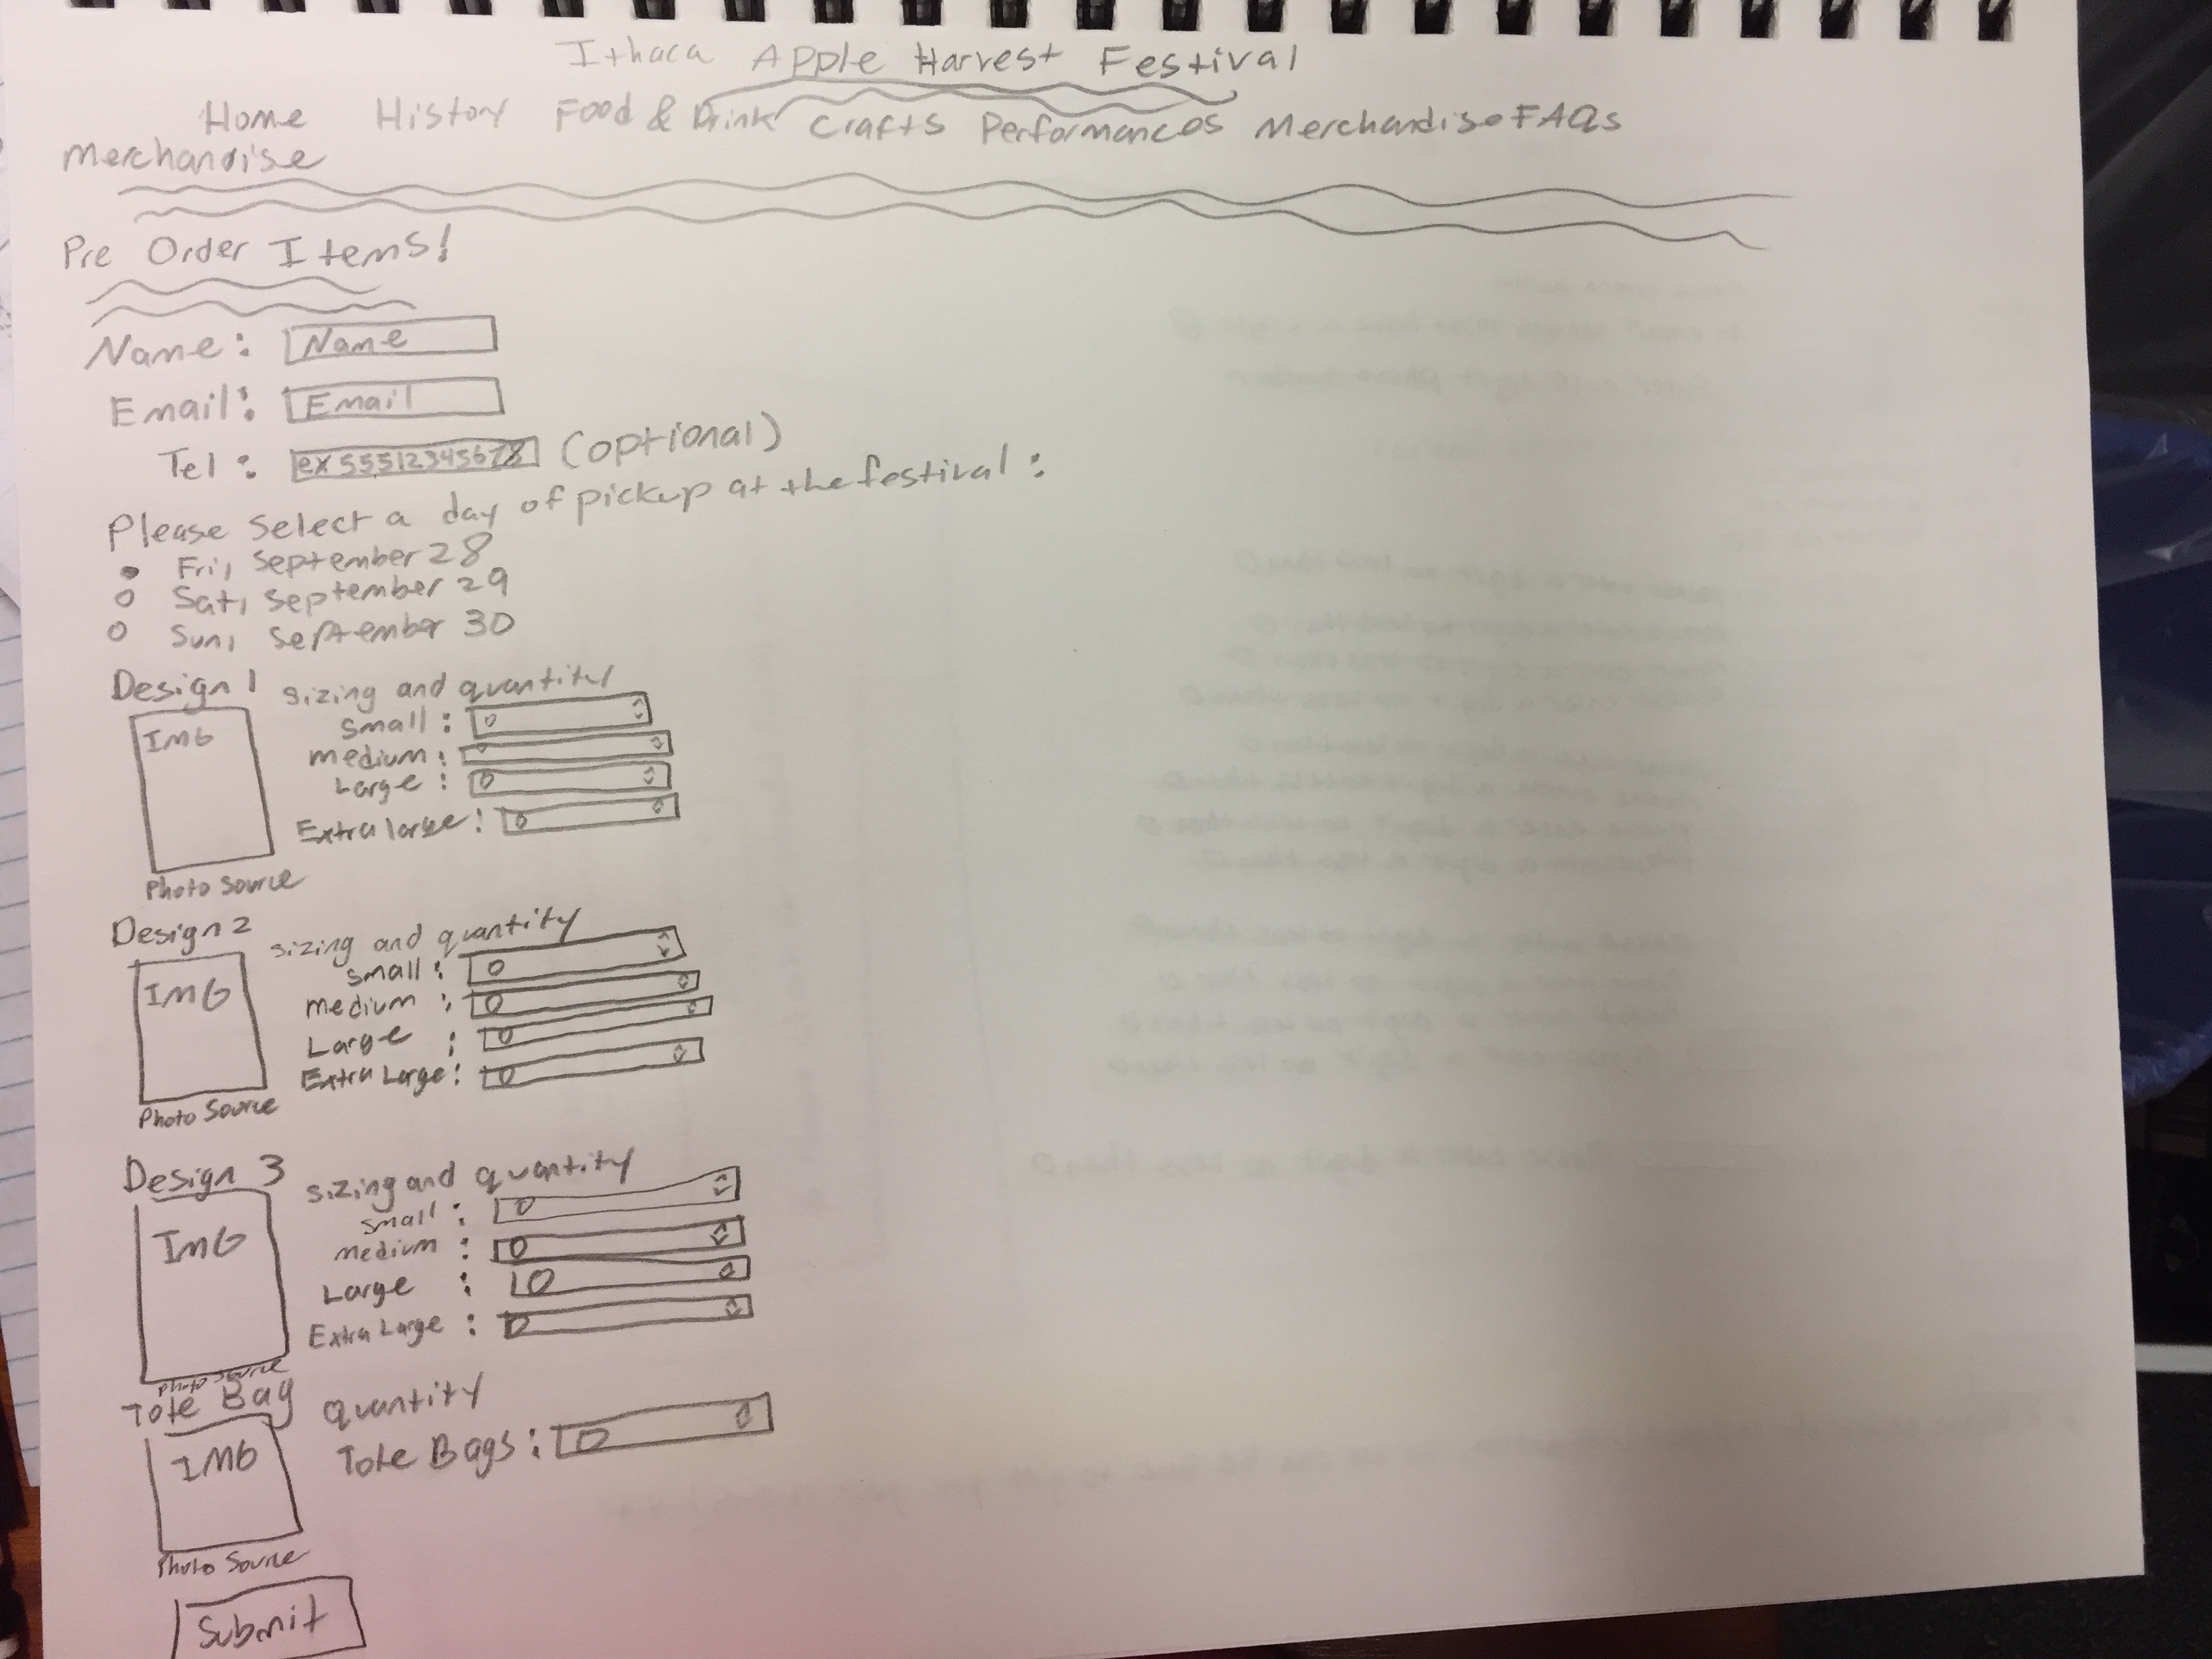 Ithaca Apple Harvest Festival
Home History Food & Drink Crafts Performances Merchandise FAQs
Merchandise
Pre Order Items!
Name: Name
Email: Email
Tel: (optional)
Please Select a day of pickup at the festival:
Fri, September 28
Sat, September 29
Sun, September 30
Design 1 sizing and quantity
IMG
Small: 0
Medium: 0
Large: 0
Extra large: 0
Photo Source
Design 2 sizing and quantity
IMG
Small: 0
Medium: 0
Large: 0
Extra Large: 0
Photo Source
Design 3 sizing and quantity
IMG
Small: 0
Medium: 0
Large: 0
Extra Large: 0
Photo Source
Tote Bag quantity
IMG
Tote Bags: 0
Photo Source
Submit